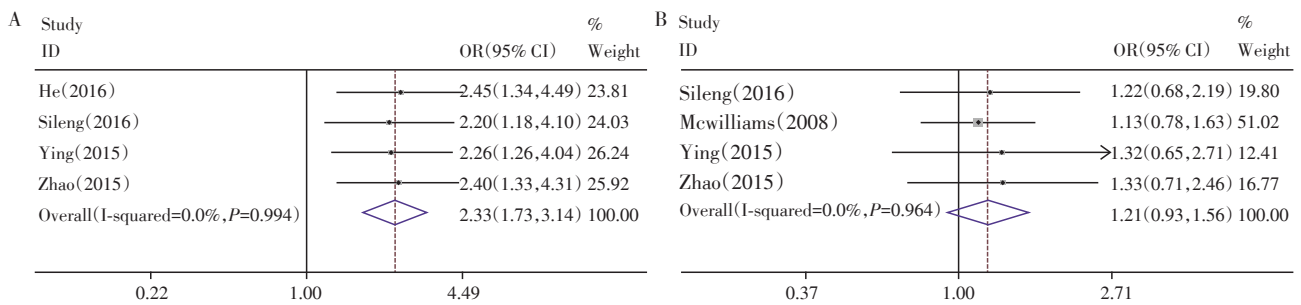 A Study %
ID OR(95% CI) Weight
He(2016) 2.45(1.34,4.49) 23.81
Sileng(2016) 2.20(1.18,4.10) 24.03
Ying(2015) 2.26(1.26,4.04) 26.24
Zhao(2015) 2.40(1.33,4.31) 25.92
Overall(I-squared=0.0%,P=0.994) 2.33(1.73,3.14) 100.00
0.22 1.00 4.49
B Study %
ID OR(95% CI) Weight
Sileng(2016) 1.22(0.68,2.19) 19.80
Mcwilliams(2008) 1.13(0.78,1.63) 51.02
Ying(2015) 1.32(0.65,2.71) 12.41
Zhao(2015) 1.33(0.71,2.46) 16.77
Overall(I-squared=0.0%,P=0.964) 1.21(0.93,1.56) 100.00
0.37 1.00 2.71